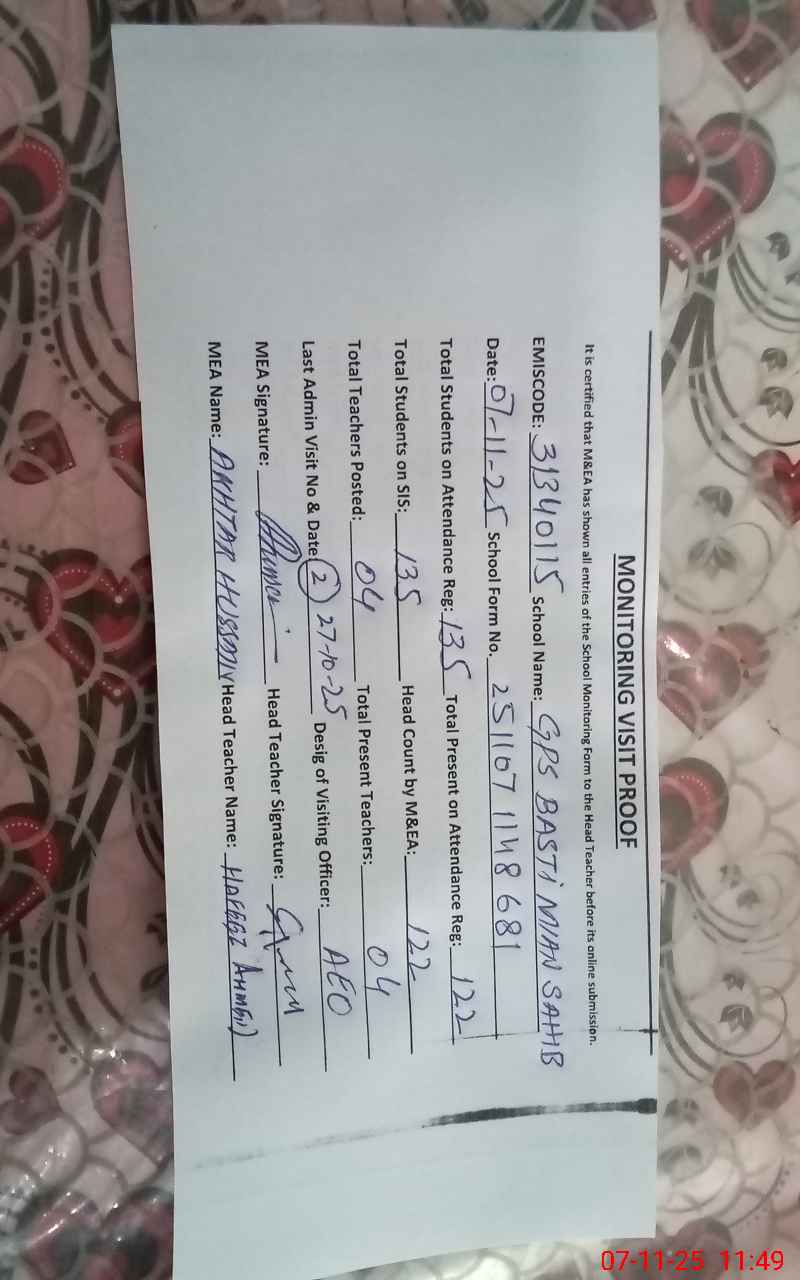 MONITORING VISIT PROOF
It is certified that M&EA has shown all entries of the School Monitoring Form to the Head Teacher before its online submission.
EMISCODE: 31340115 School Name: GPS BASTI MIAN SAHIB
Date: 07-11-25 School Form No. 251107 1148 681
Total Students on Attendance Reg: 135 Total Present on Attendance Reg: 122
Total Students on SIS: 135 Head Count by M&EA: 122
Total Teachers Posted: 04 Total Present Teachers: 04
Last Admin Visit No & Date: 2 27-10-25 Desig of Visiting Officer: AEO
MEA Signature: Head Teacher Signature:
MEA Name: AKHTAR HUSSAIN Head Teacher Name: HAFEEZ AHMED
07-11-25 11:49